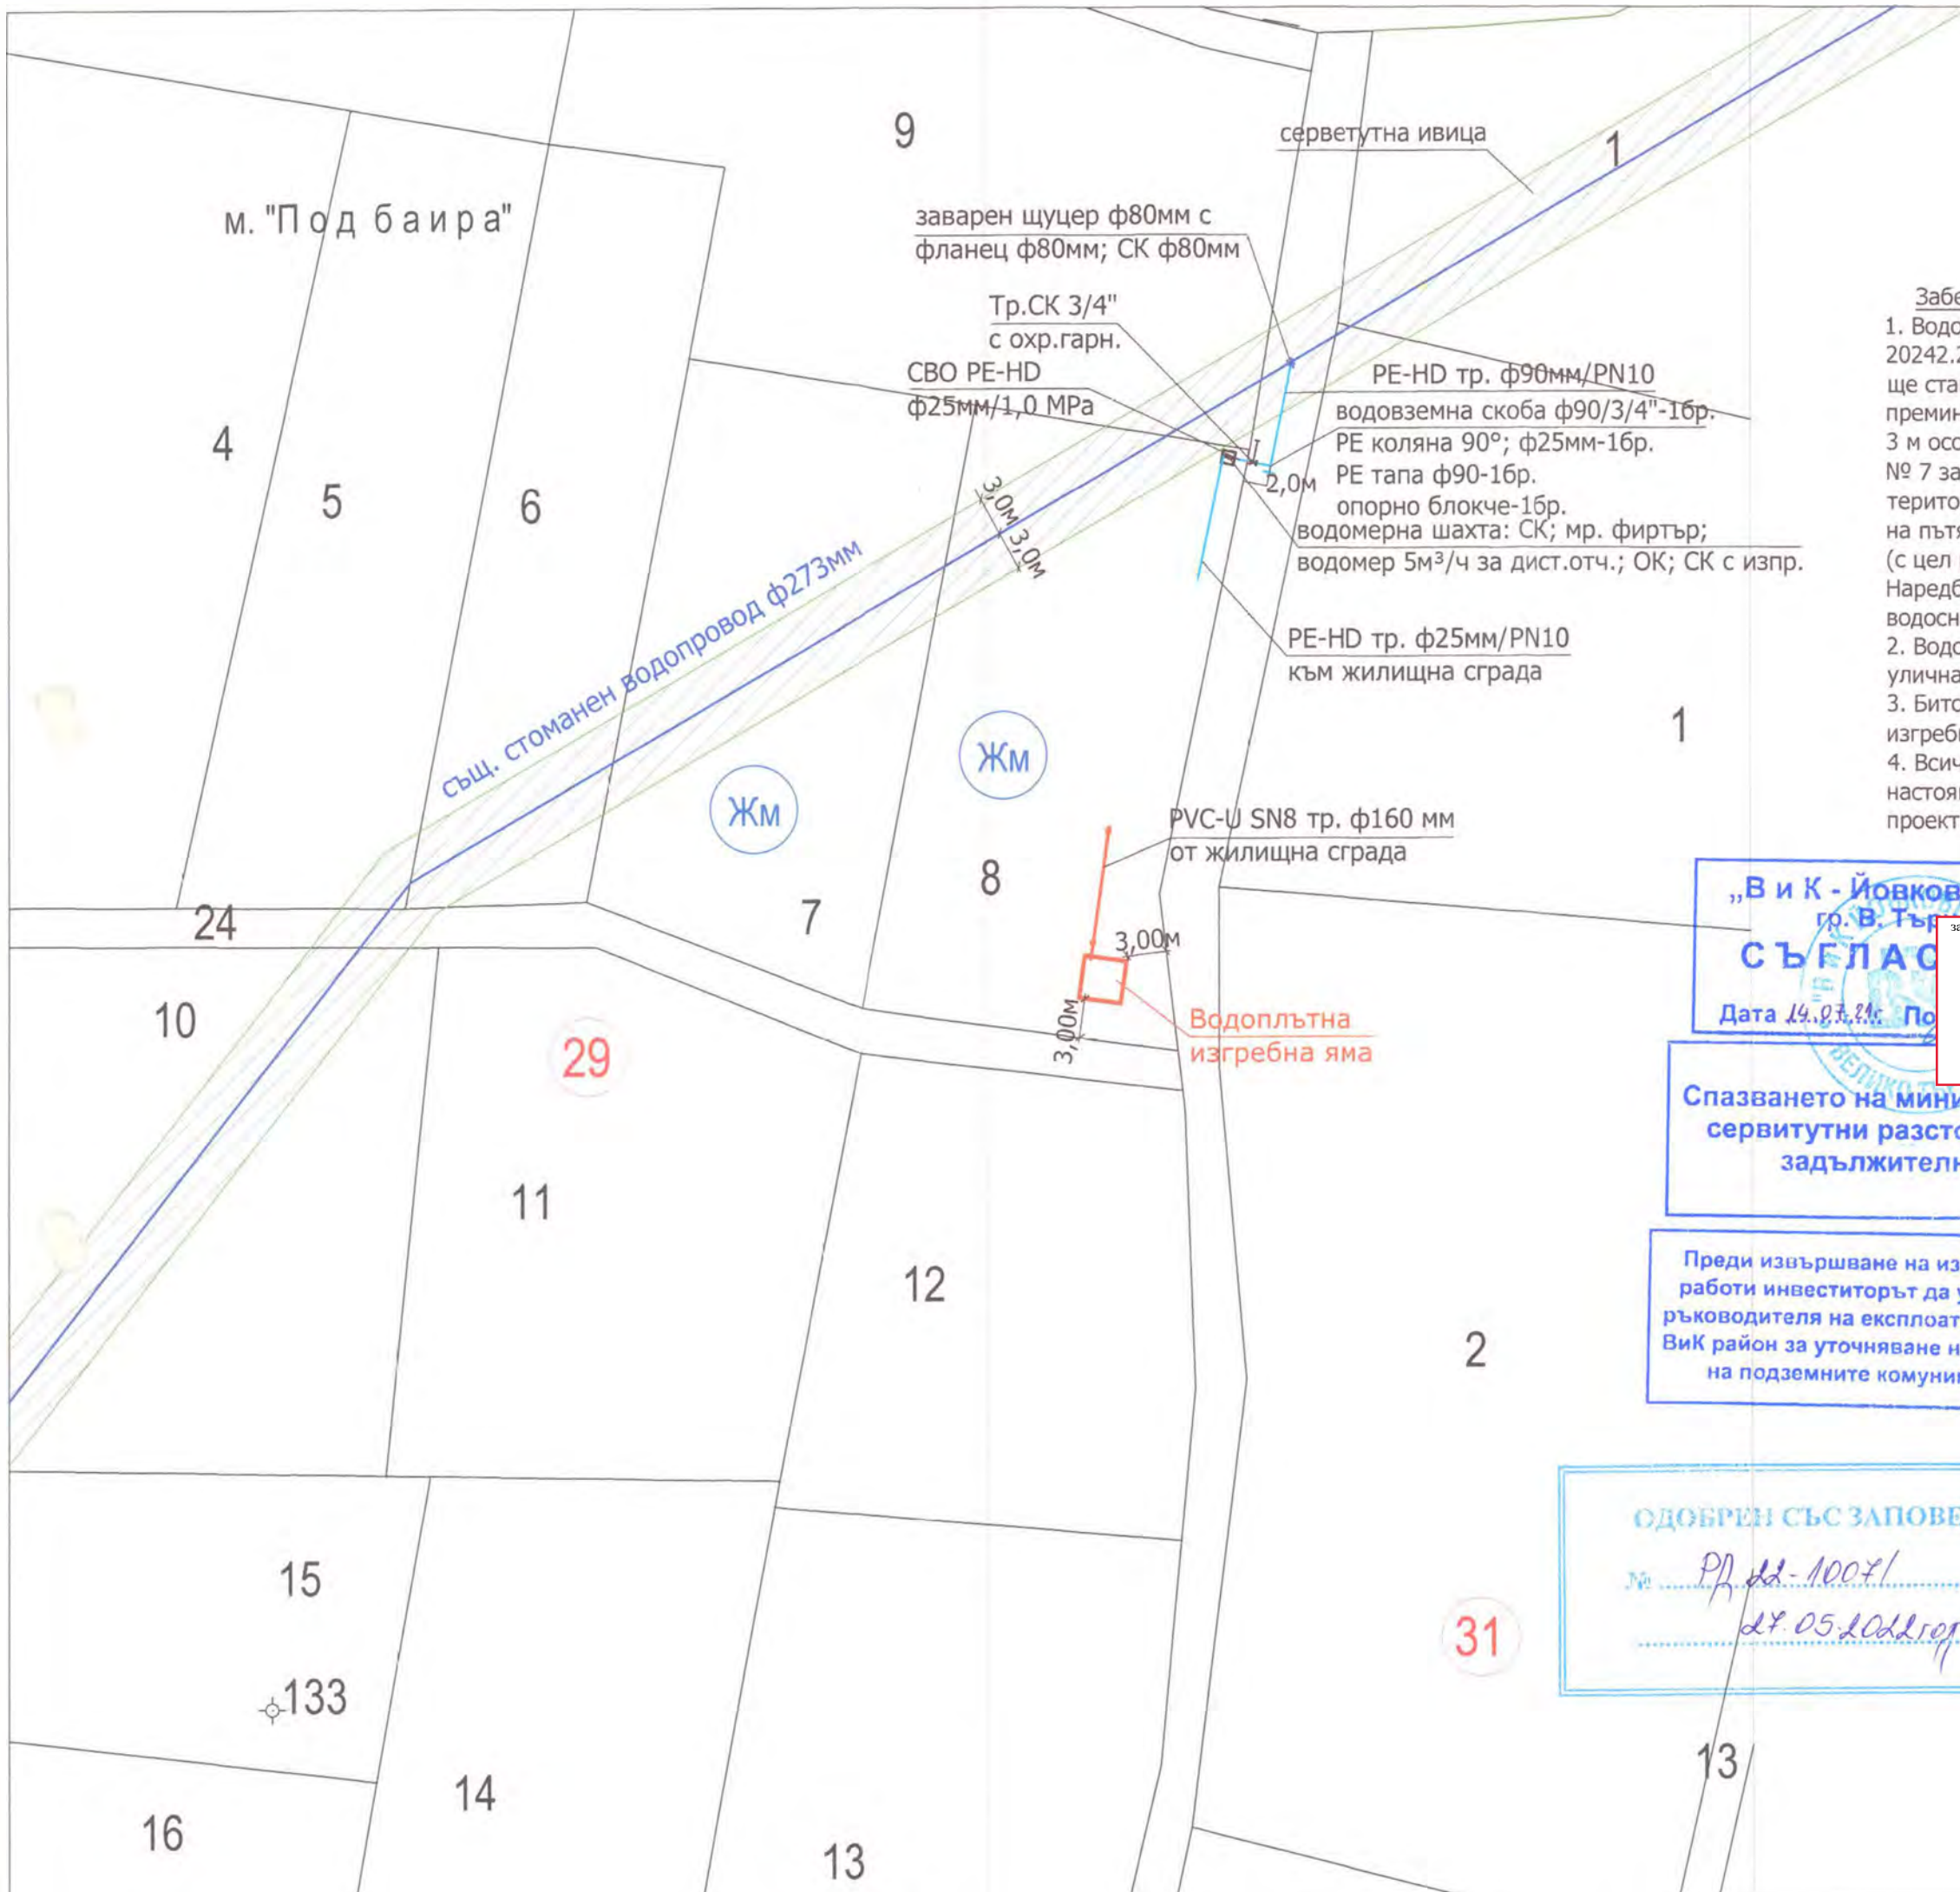 9
1
серветутна ивица
м. "Под баира"
заварен щуцер ф80мм с
фланец ф80мм; СК ф80мм
Тр.СК 3/4"
с охр.гарн.
СВО PE-HD
ф25мм/1,0 MPa
PE-HD тр. ф90мм/PN10
водовземна скоба ф90/3/4"-1бр.
PE коляна 90°; ф25мм-1бр.
PE тапа ф90-1бр.
опорно блокче-1бр.
2,0м
водомерна шахта: СК; мр. фиртър;
водомер 5м³/ч за дист.отч.; ОК; СК с изпр.
PE-HD тр. ф25мм/PN10
към жилищна сграда
4
5
6
3,0м
3,0м
същ. стоманен водопровод ф273мм
Жм
Жм
1
PVC-U SN8 тр. ф160 мм
от жилищна сграда
8
7
24
3,00м
3,00м
Водоплътна
изгребна яма
10
29
11
12
2
15
133
14
16
13
31
13
Забе
1. Водо
20242.2
ще ста
премин
3 м осо
№ 7 за
терито
на пътя
(с цел
Наредб
водосн
2. Водо
улична
3. Бито
изгребн
4. Всич
настоя
проект
„В и К - Йовков
гр. В. Тър
СЪГЛАС
Дата 14.07.21г. По
Спазването на мини
сервитутни разсто
задължителн
Преди извършване на из
работи инвеститорът да у
ръководителя на експлоат
ВиК район за уточняване н
на подземните комуни
ОДОБРЕН СЪС ЗАПОВЕ
№ РД 22-1007/
27.05.2022год